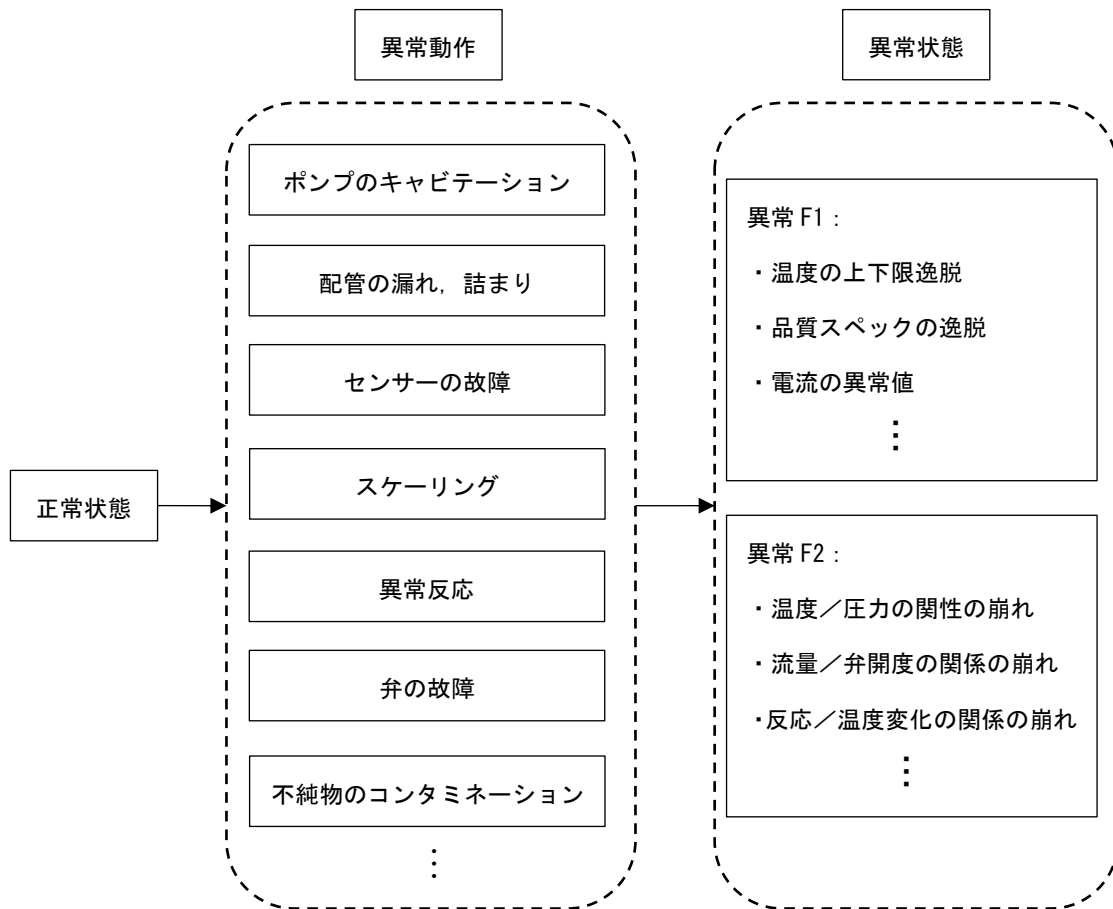 異常動作
異常状態
正常状態
ポンプのキャビテーション
配管の漏れ，詰まり
センサーの故障
スケーリング
異常反応
弁の故障
不純物のコンタミネーション
⋮
異常 F1：
・温度の上下限逸脱
・品質スペックの逸脱
・電流の異常値
⋮
異常 F2：
・温度／圧力の関性の崩れ
・流量／弁開度の関係の崩れ
・反応／温度変化の関係の崩れ
⋮